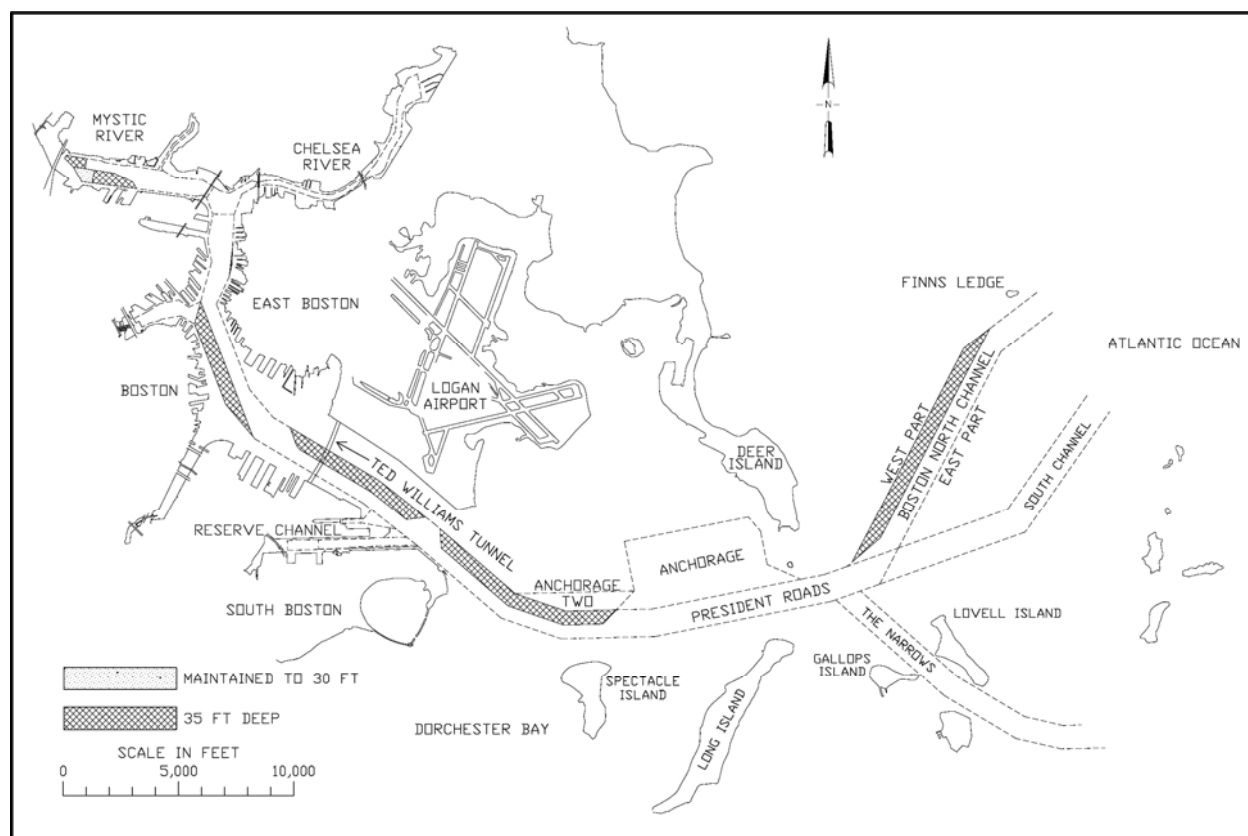 MYSTIC
RIVER
CHELSEA
RIVER
N
FINNS LEDGE
EAST BOSTON
ATLANTIC OCEAN
BOSTON
LOGAN
AIRPORT
WEST PART
BOSTON NORTH CHANNEL
EAST PART
SOUTH CHANNEL
DEER
ISLAND
TED WILLIAMS TUNNEL
RESERVE CHANNEL
ANCHORAGE
ANCHORAGE
TWO
PRESIDENT ROADS
SOUTH BOSTON
THE NARROWS
LOVELL ISLAND
GALLOPS
ISLAND
SPECTACLE
ISLAND
LONG ISLAND
DORCHESTER BAY
MAINTAINED TO 30 FT
35 FT DEEP
SCALE IN FEET
0 5,000 10,000